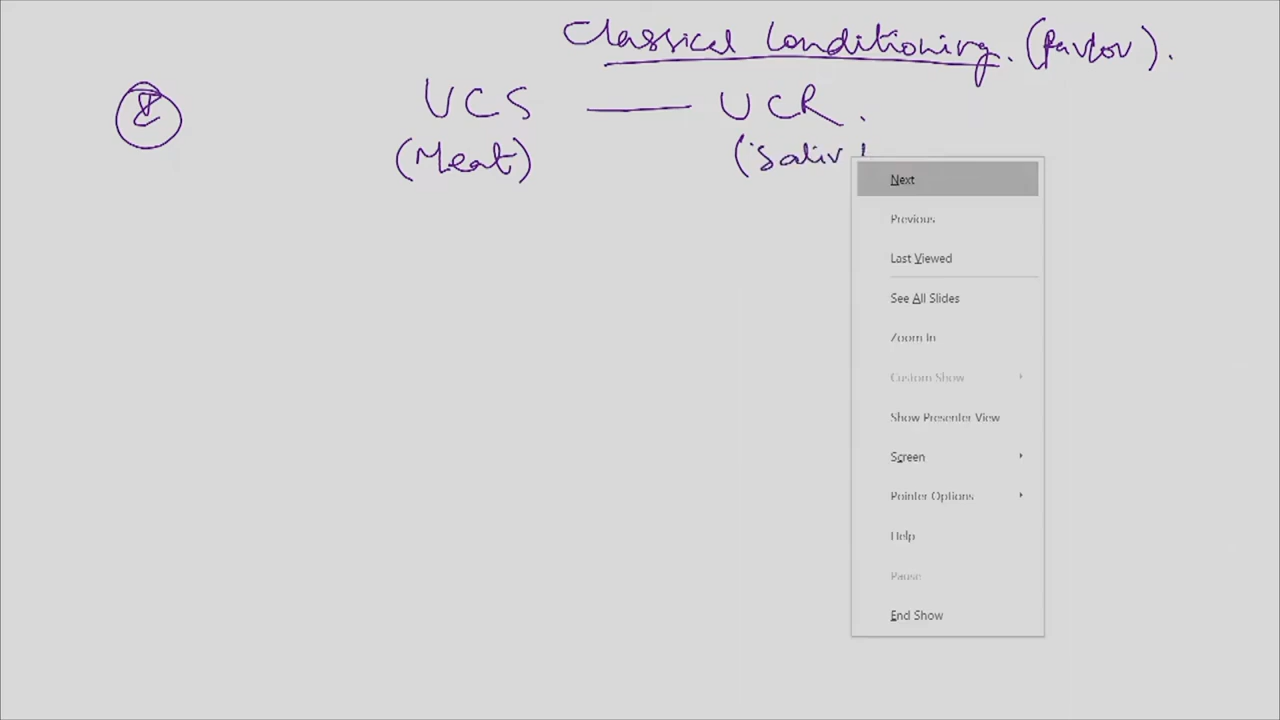 Classical Conditioning. (Pavlov).
8
UCS — UCR.
(Meat) (Saliv
Next
Previous
Last Viewed
See All Slides
Zoom In
Custom Show
Show Presenter View
Screen
Pointer Options
Help
Pause
End Show